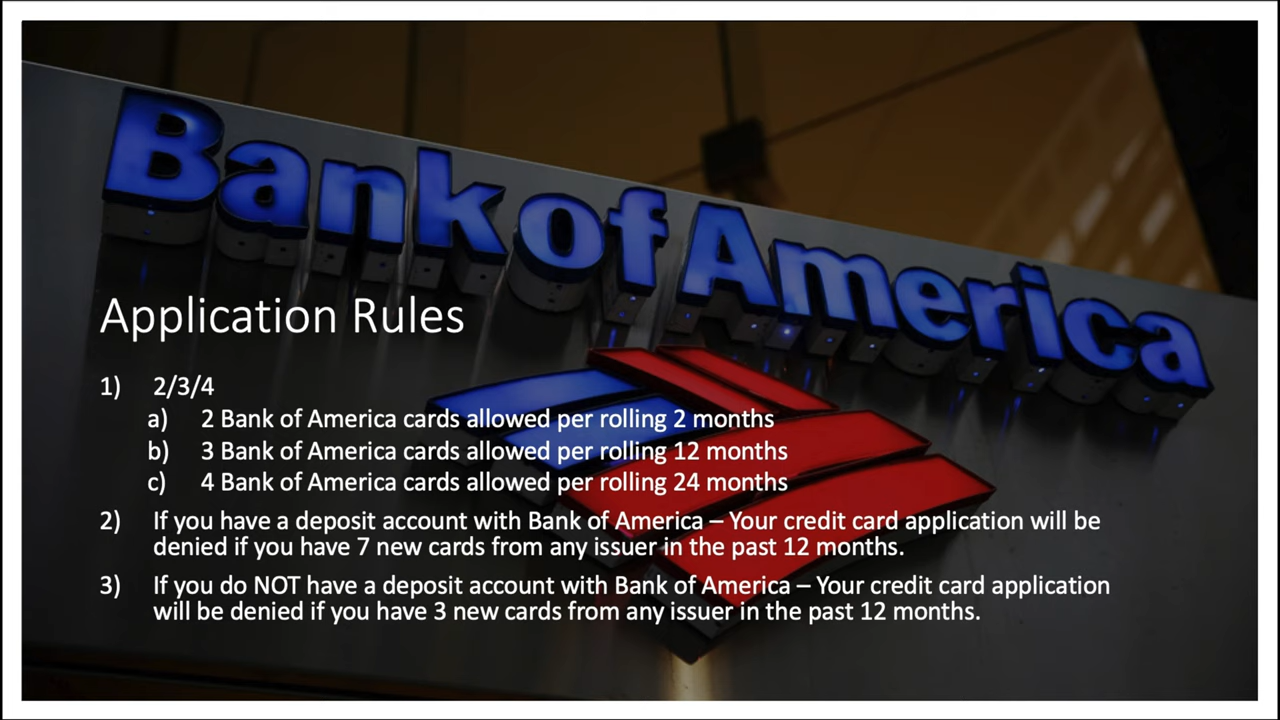 Bank of America
Application Rules
1) 2/3/4
a) 2 Bank of America cards allowed per rolling 2 months
b) 3 Bank of America cards allowed per rolling 12 months
c) 4 Bank of America cards allowed per rolling 24 months
2) If you have a deposit account with Bank of America – Your credit card application will be
denied if you have 7 new cards from any issuer in the past 12 months.
3) If you do NOT have a deposit account with Bank of America – Your credit card application
will be denied if you have 3 new cards from any issuer in the past 12 months.